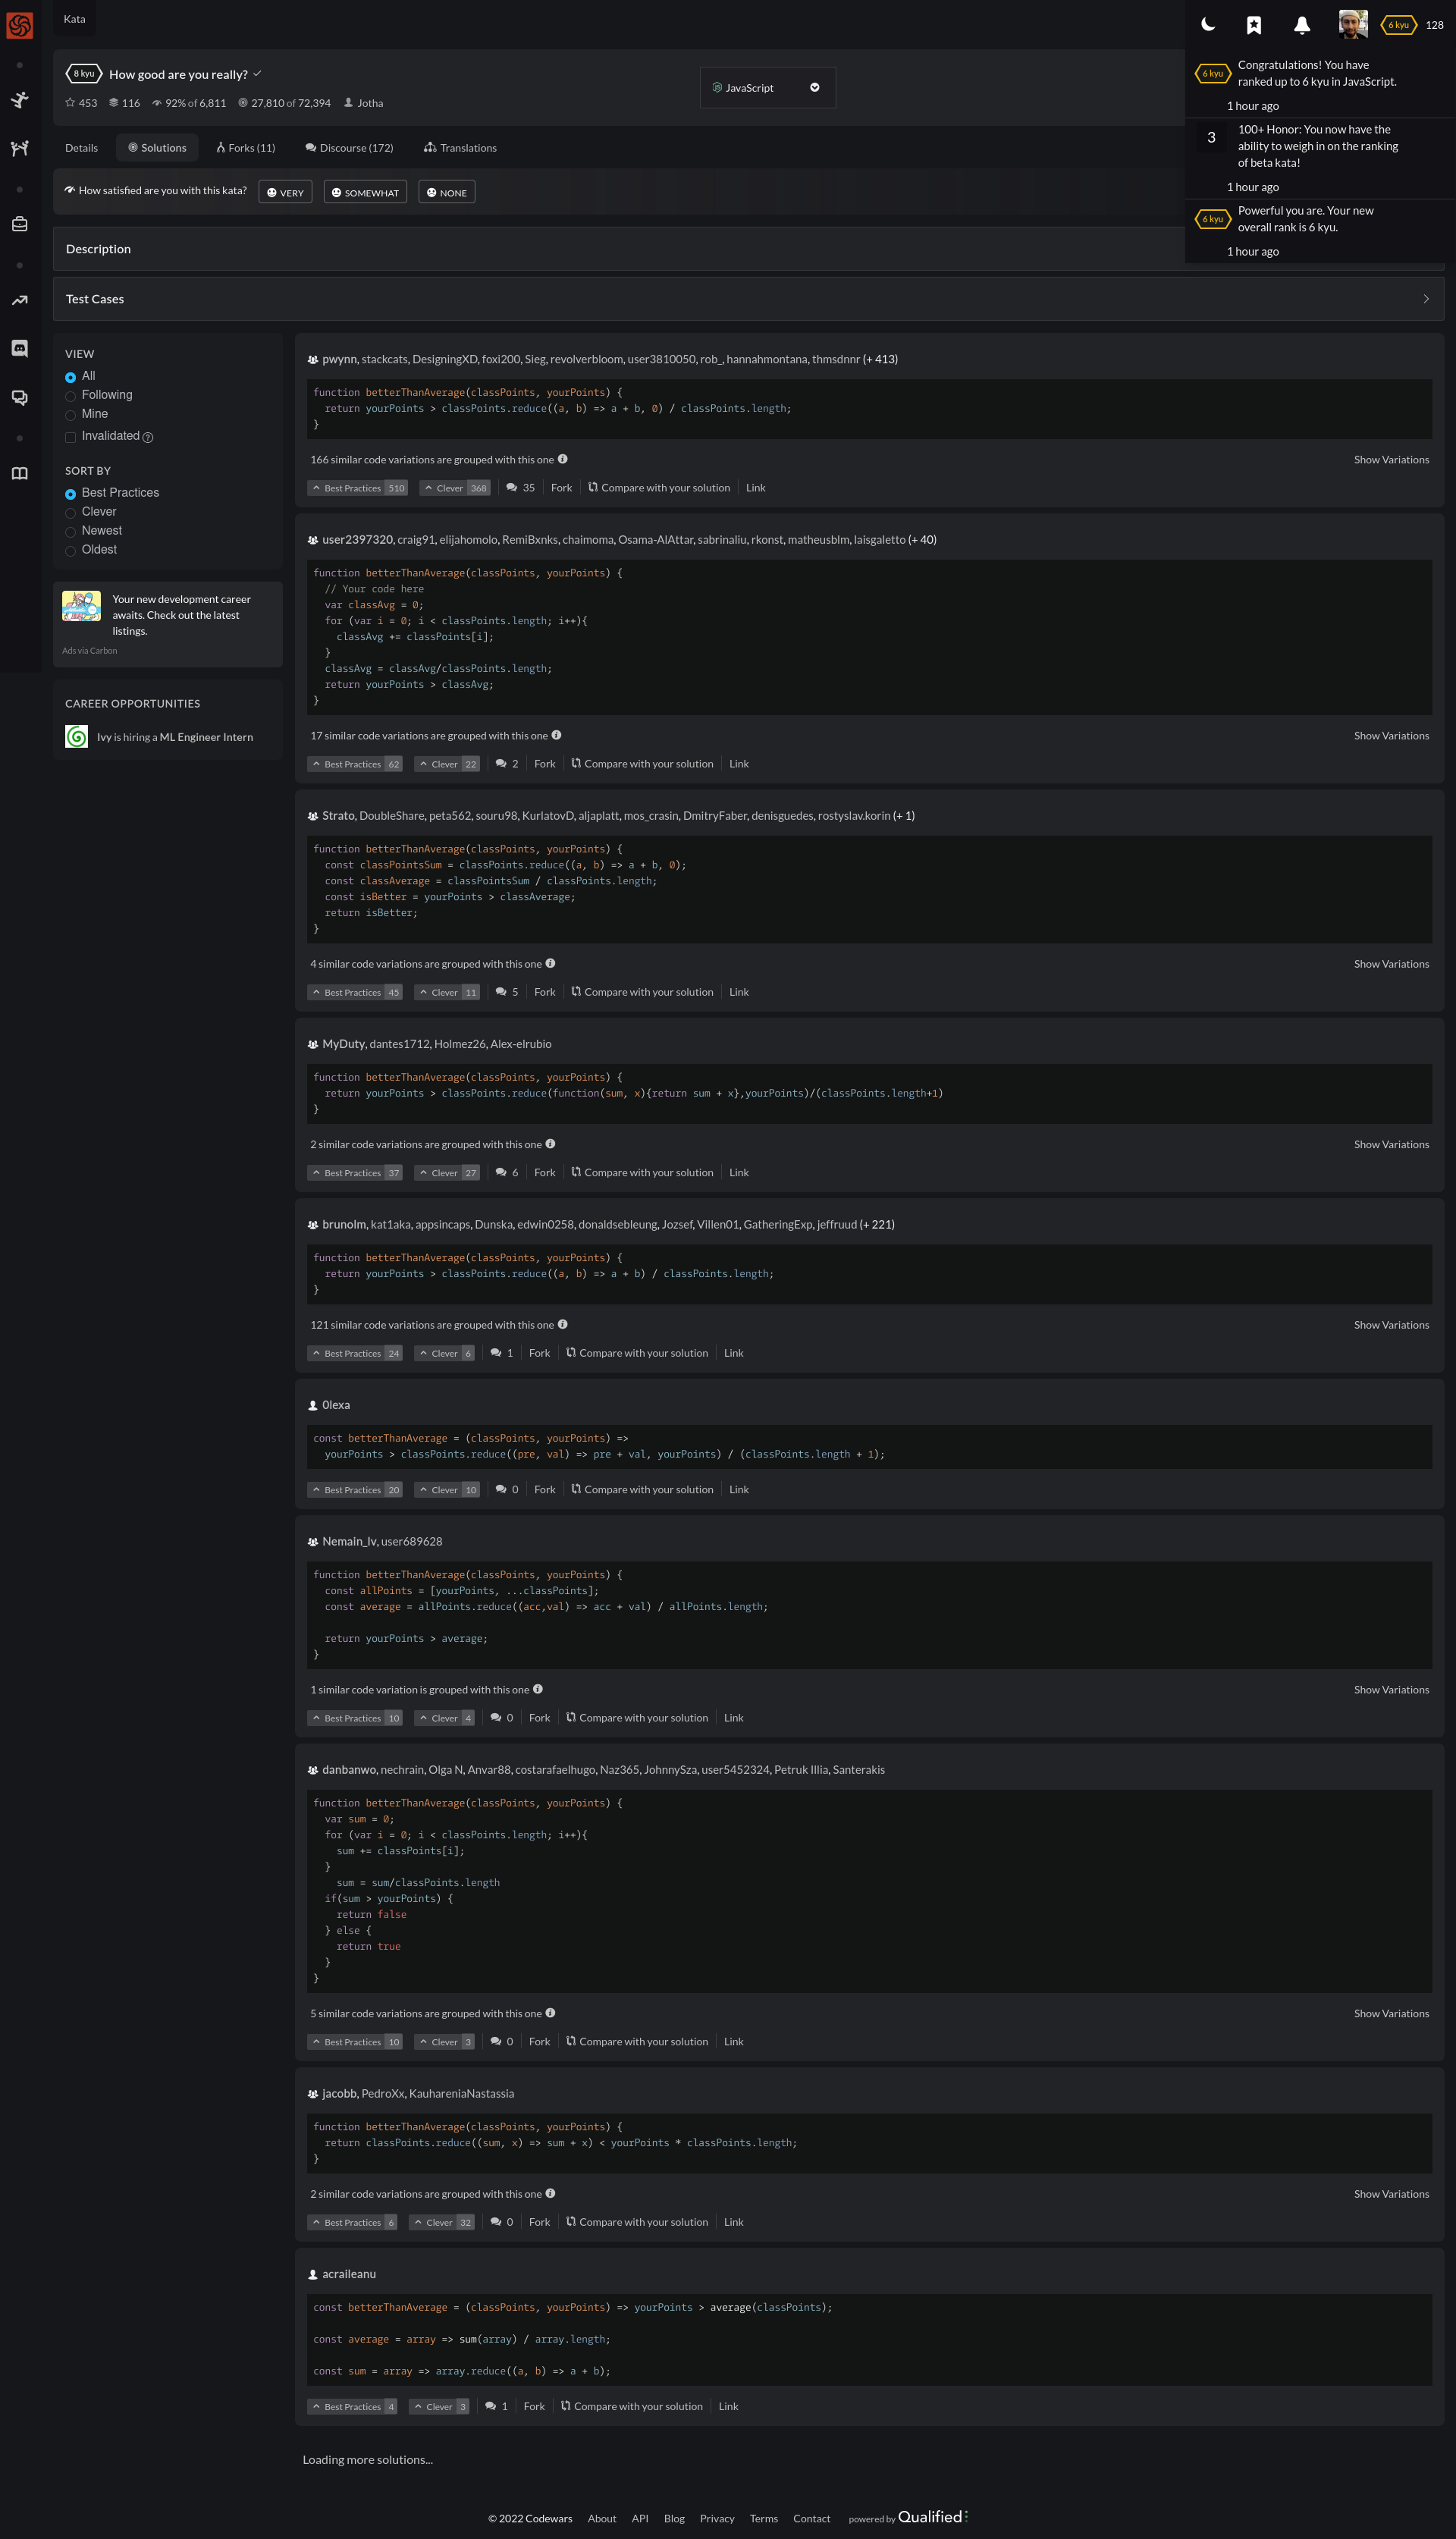 Kata
6 kyu 128
8 kyu How good are you really?
453 116 92% of 6,811 27,810 of 72,394 Jotha
JavaScript
6 kyu Congratulations! You have
ranked up to 6 kyu in JavaScript.
1 hour ago
3 100+ Honor: You now have the
ability to weigh in on the ranking
of beta kata!
1 hour ago
6 kyu Powerful you are. Your new
overall rank is 6 kyu.
1 hour ago
Details Solutions Forks (11) Discourse (172) Translations
How satisfied are you with this kata? VERY SOMEWHAT NONE
Description
Test Cases
VIEW
All
Following
Mine
Invalidated ?
SORT BY
Best Practices
Clever
Newest
Oldest
Your new development career
awaits. Check out the latest
listings.
Ads via Carbon
CAREER OPPORTUNITIES
Ivy is hiring a ML Engineer Intern
pwynn, stackcats, DesigningXD, foxi200, Sieg, revolverbloom, user3810050, rob_, hannahmontana, thmsdnnr (+ 413)
function betterThanAverage(classPoints, yourPoints) {
  return yourPoints > classPoints.reduce((a, b) => a + b, 0) / classPoints.length;
}
166 similar code variations are grouped with this one Show Variations
Best Practices 510 Clever 368 35 Fork Compare with your solution Link
user2397320, craig91, elijahomolo, RemiBxnks, chaimoma, Osama-AlAttar, sabrinaliu, rkonst, matheusblm, laisgaletto (+ 40)
function betterThanAverage(classPoints, yourPoints) {
  // Your code here
  var classAvg = 0;
  for (var i = 0; i < classPoints.length; i++){
    classAvg += classPoints[i];
  }
  classAvg = classAvg/classPoints.length;
  return yourPoints > classAvg;
}
17 similar code variations are grouped with this one Show Variations
Best Practices 62 Clever 22 2 Fork Compare with your solution Link
Strato, DoubleShare, peta562, souru98, KurlatovD, aljaplatt, mos_crasin, DmitryFaber, denisguedes, rostyslav.korin (+ 1)
function betterThanAverage(classPoints, yourPoints) {
  const classPointsSum = classPoints.reduce((a, b) => a + b, 0);
  const classAverage = classPointsSum / classPoints.length;
  const isBetter = yourPoints > classAverage;
  return isBetter;
}
4 similar code variations are grouped with this one Show Variations
Best Practices 45 Clever 11 5 Fork Compare with your solution Link
MyDuty, dantes1712, Holmez26, Alex-elrubio
function betterThanAverage(classPoints, yourPoints) {
  return yourPoints > classPoints.reduce(function(sum, x){return sum + x},yourPoints)/(classPoints.length+1)
}
2 similar code variations are grouped with this one Show Variations
Best Practices 37 Clever 27 6 Fork Compare with your solution Link
brunolm, kat1aka, appsincaps, Dunska, edwin0258, donaldsebleung, Jozsef, Villen01, GatheringExp, jeffruud (+ 221)
function betterThanAverage(classPoints, yourPoints) {
  return yourPoints > classPoints.reduce((a, b) => a + b) / classPoints.length;
}
121 similar code variations are grouped with this one Show Variations
Best Practices 24 Clever 6 1 Fork Compare with your solution Link
0lexa
const betterThanAverage = (classPoints, yourPoints) =>
  yourPoints > classPoints.reduce((pre, val) => pre + val, yourPoints) / (classPoints.length + 1);
Best Practices 20 Clever 10 0 Fork Compare with your solution Link
Nemain_lv, user689628
function betterThanAverage(classPoints, yourPoints) {
  const allPoints = [yourPoints, ...classPoints];
  const average = allPoints.reduce((acc,val) => acc + val) / allPoints.length;
  return yourPoints > average;
}
1 similar code variation is grouped with this one Show Variations
Best Practices 10 Clever 4 0 Fork Compare with your solution Link
danbanwo, nechrain, Olga N, Anvar88, costarafaelhugo, Naz365, JohnnySza, user5452324, Petruk Illia, Santerakis
function betterThanAverage(classPoints, yourPoints) {
  var sum = 0;
  for (var i = 0; i < classPoints.length; i++){
    sum += classPoints[i];
  }
    sum = sum/classPoints.length
  if(sum > yourPoints) {
    return false
  } else {
    return true
  }
}
5 similar code variations are grouped with this one Show Variations
Best Practices 10 Clever 3 0 Fork Compare with your solution Link
jacobb, PedroXx, KauhareniaNastassia
function betterThanAverage(classPoints, yourPoints) {
  return classPoints.reduce((sum, x) => sum + x) < yourPoints * classPoints.length;
}
2 similar code variations are grouped with this one Show Variations
Best Practices 6 Clever 32 0 Fork Compare with your solution Link
acraileanu
const betterThanAverage = (classPoints, yourPoints) => yourPoints > average(classPoints);
const average = array => sum(array) / array.length;
const sum = array => array.reduce((a, b) => a + b);
Best Practices 4 Clever 3 1 Fork Compare with your solution Link
Loading more solutions...
© 2022 Codewars About API Blog Privacy Terms Contact powered by Qualified